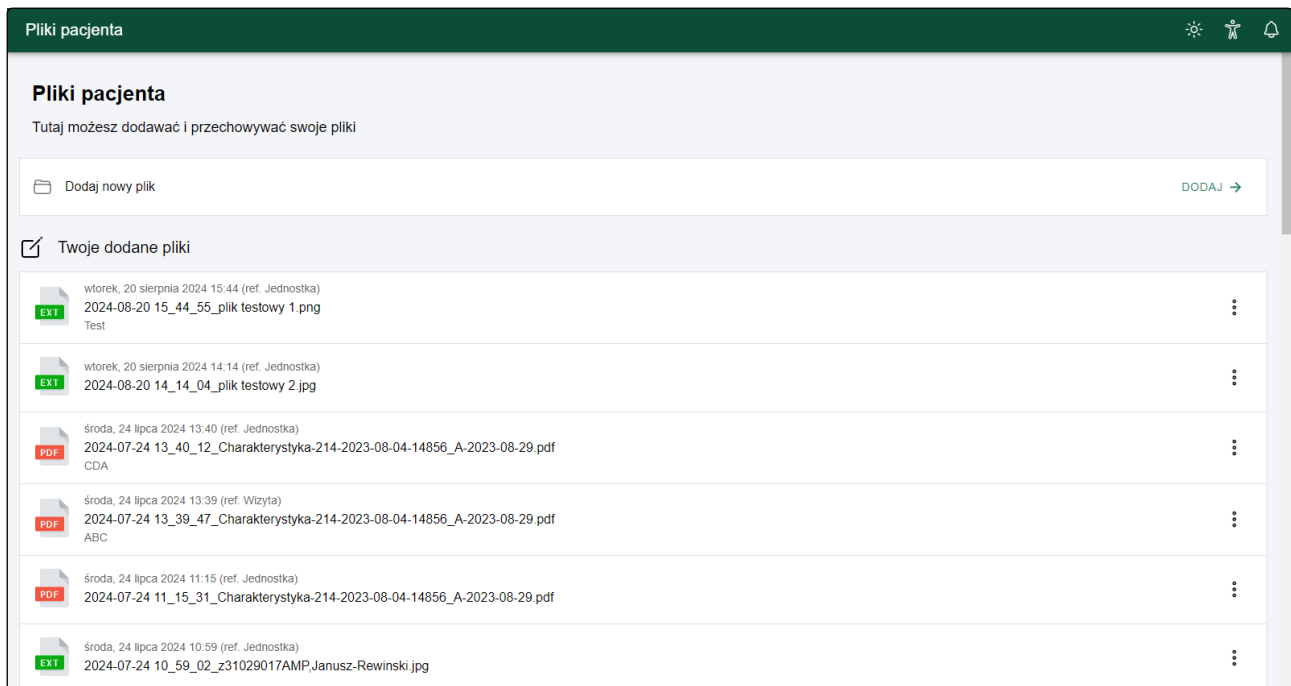 Pliki pacjenta
Pliki pacjenta
Tutaj możesz dodawać i przechowywać swoje pliki
Dodaj nowy plik
DODAJ →
Twoje dodane pliki
wtorek, 20 sierpnia 2024 15:44 (ref. Jednostka)
EXT
2024-08-20 15_44_55_plik testowy 1.png
Test
wtorek, 20 sierpnia 2024 14:14 (ref. Jednostka)
EXT
2024-08-20 14_14_04_plik testowy 2.jpg
środa, 24 lipca 2024 13:40 (ref. Jednostka)
PDF
2024-07-24 13_40_12_Charakterystyka-214-2023-08-04-14856_A-2023-08-29.pdf
CDA
środa, 24 lipca 2024 13:39 (ref. Wizyta)
PDF
2024-07-24 13_39_47_Charakterystyka-214-2023-08-04-14856_A-2023-08-29.pdf
ABC
środa, 24 lipca 2024 11:15 (ref. Jednostka)
PDF
2024-07-24 11_15_31_Charakterystyka-214-2023-08-04-14856_A-2023-08-29.pdf
środa, 24 lipca 2024 10:59 (ref. Jednostka)
EXT
2024-07-24 10_59_02_z31029017AMP,Janusz-Rewinski.jpg